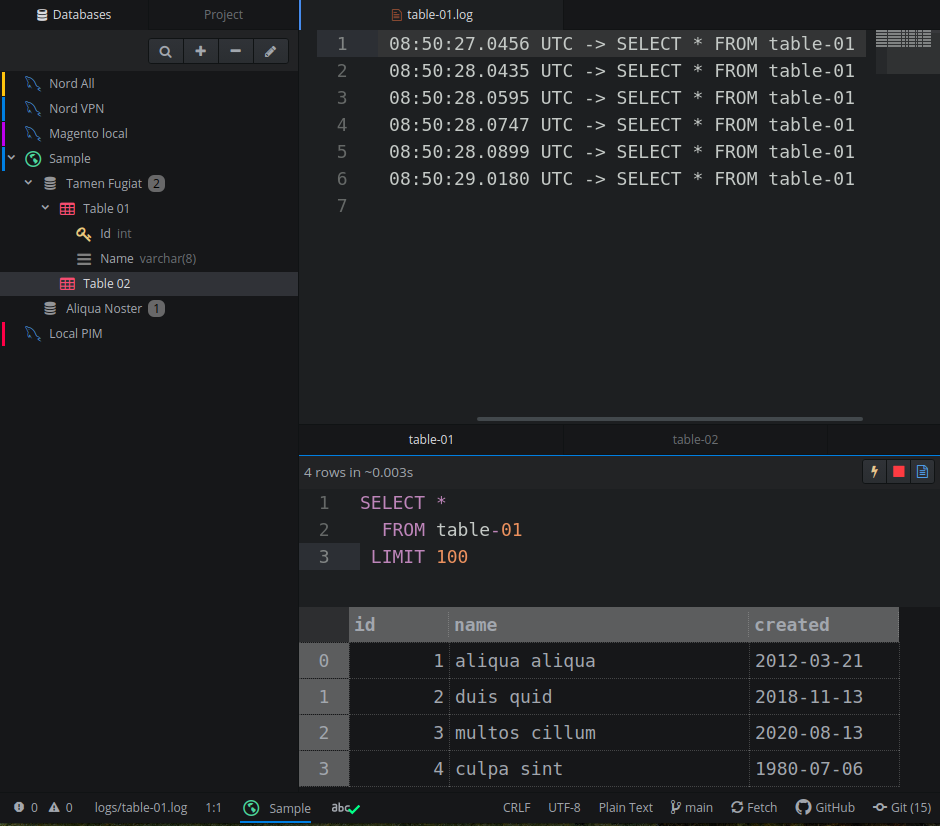 Databases Project
Nord All
Nord VPN
Magento local
Sample
Tamen Fugiat 2
Table 01
Id int
Name varchar(8)
Table 02
Aliqua Noster 1
Local PIM
table-01.log
1 08:50:27.0456 UTC -> SELECT * FROM table-01
2 08:50:28.0435 UTC -> SELECT * FROM table-01
3 08:50:28.0595 UTC -> SELECT * FROM table-01
4 08:50:28.0747 UTC -> SELECT * FROM table-01
5 08:50:28.0899 UTC -> SELECT * FROM table-01
6 08:50:29.0180 UTC -> SELECT * FROM table-01
7
table-01 table-02
4 rows in ~0.003s
1 SELECT *
2 FROM table-01
3 LIMIT 100
id name created
0 1 aliqua aliqua 2012-03-21
1 2 duis quid 2018-11-13
2 3 multos cillum 2020-08-13
3 4 culpa sint 1980-07-06
0 0 logs/table-01.log 1:1 Sample abc CRLF UTF-8 Plain Text main Fetch GitHub Git (15)